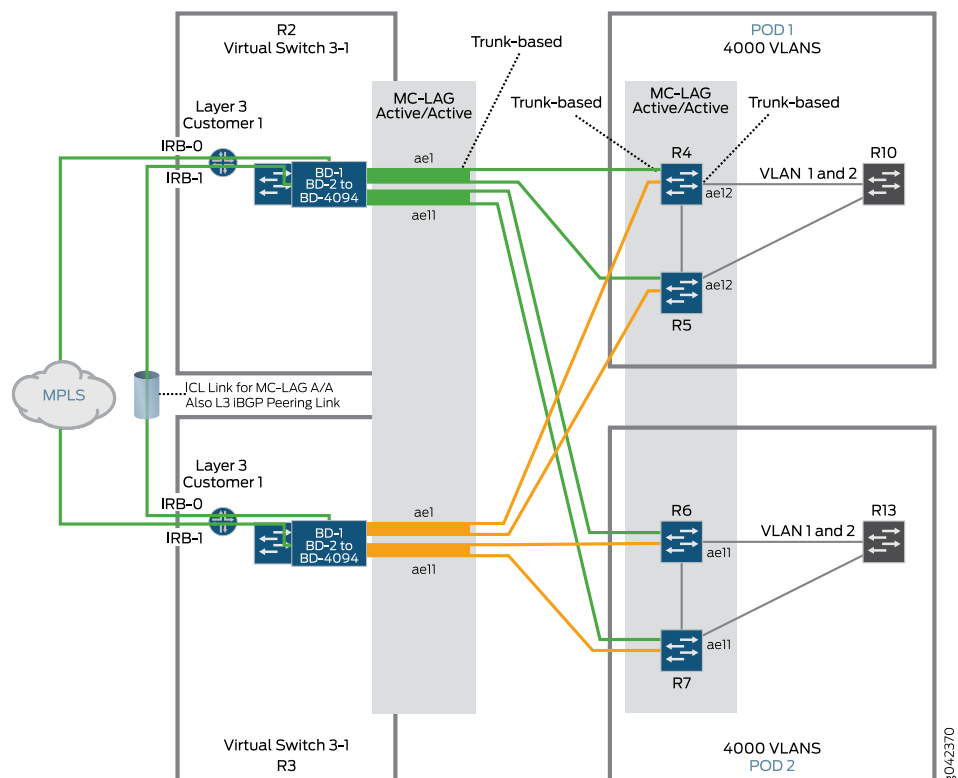 R2
Virtual Switch 3-1
POD 1
4000 VLANS
Trunk-based
MC-LAG
Active/Active
MC-LAG
Active/Active
Trunk-based
Trunk-based
Layer 3
Customer 1
IRB-0
IRB-1
BD-1
BD-2 to
BD-4094
ae1
ae11
R4
ae12
VLAN 1 and 2
R10
ae12
R5
MPLS
ICL Link for MC-LAG A/A
Also L3 iBGP Peering Link
Layer 3
Customer 1
IRB-0
IRB-1
BD-1
BD-2 to
BD-4094
ae1
ae11
R6
ae11
VLAN 1 and 2
R13
ae11
R7
Virtual Switch 3-1
R3
4000 VLANS
POD 2
g042370